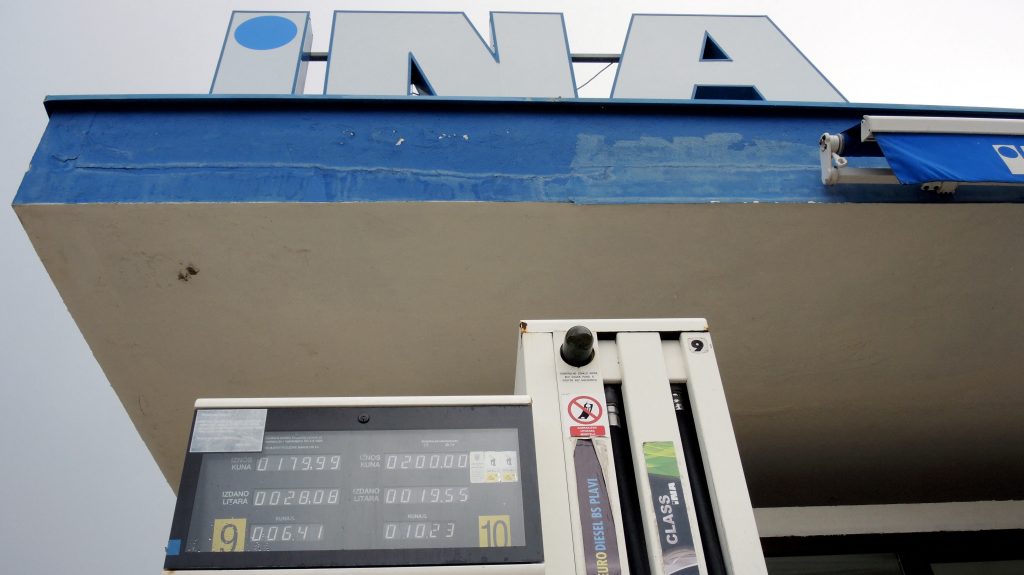 INA
9
IZNOS
KUNA
0179.99
IZNOS
KUNA
0200.00
IZDANO
LITARA
0028.08
IZDANO
LITARA
0019.55
KUNA/L
006.41
KUNA/L
010.23
9
10
EURO DIESEL BS PLAVI
CLASS
INA